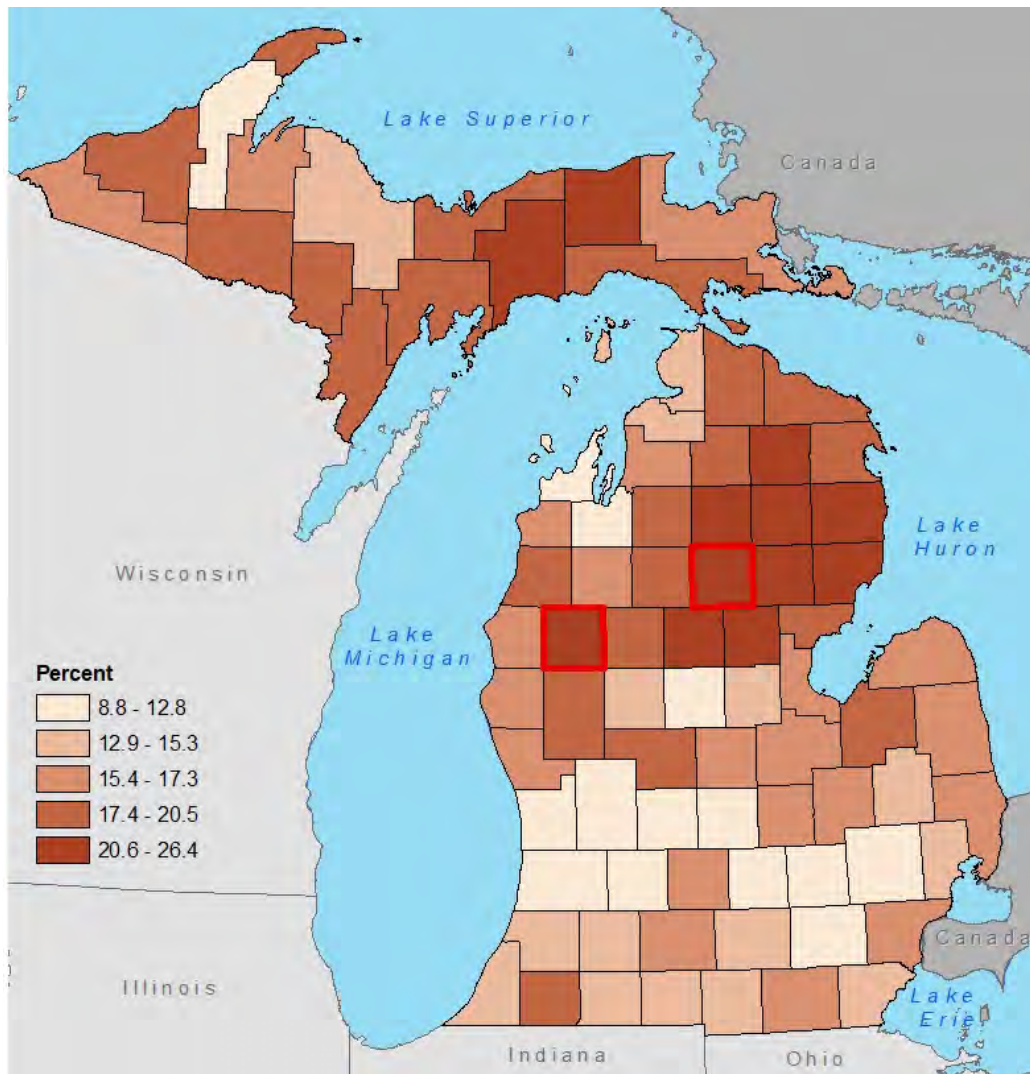 Lake Superior
Canada
Wisconsin
Lake
Michigan
Lake
Huron
Percent
8.8 - 12.8
12.9 - 15.3
15.4 - 17.3
17.4 - 20.5
20.6 - 26.4
Canada
Illinois
Lake
Erie
Indiana
Ohio